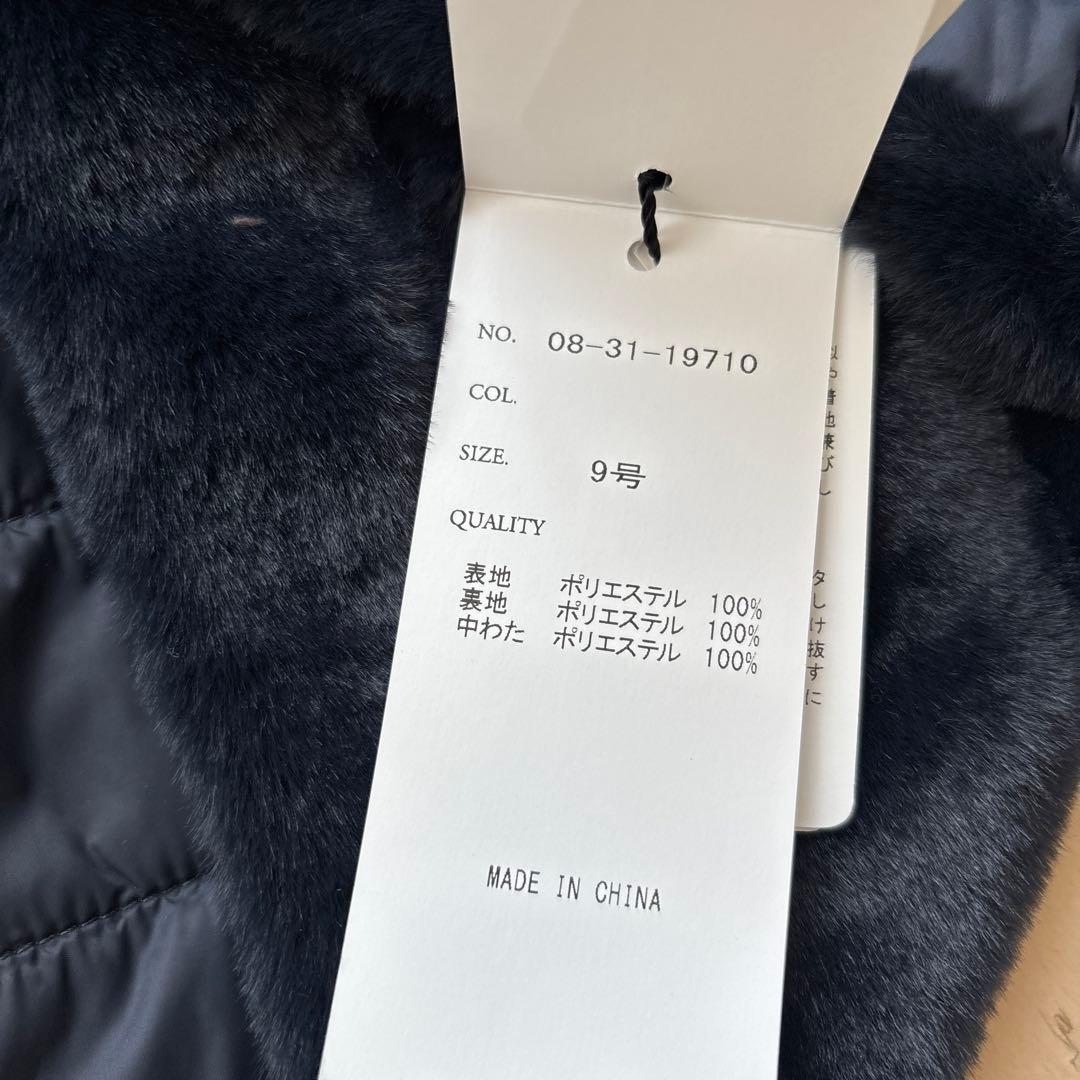 NO. 08-31-19710
COL.
SIZE. 9号
QUALITY
表地 ポリエステル 100%
裏地 ポリエステル 100%
中わた ポリエステル 100%
MADE IN CHINA